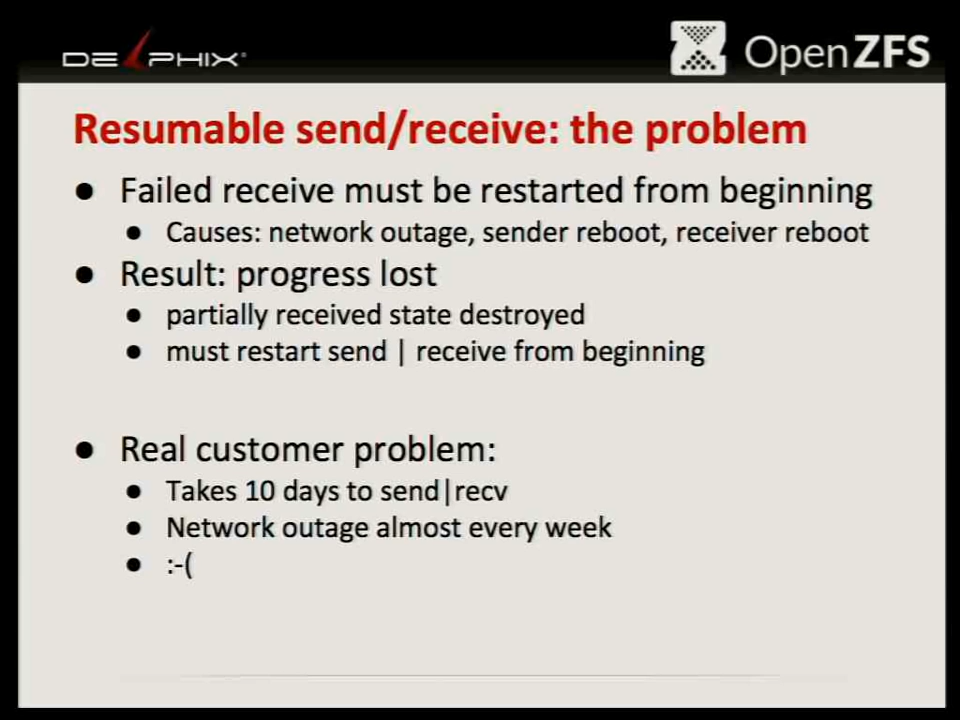 DELPHIX®
OpenZFS
Resumable send/receive: the problem
● Failed receive must be restarted from beginning
● Causes: network outage, sender reboot, receiver reboot
● Result: progress lost
● partially received state destroyed
● must restart send | receive from beginning
● Real customer problem:
● Takes 10 days to send|recv
● Network outage almost every week
● :-(